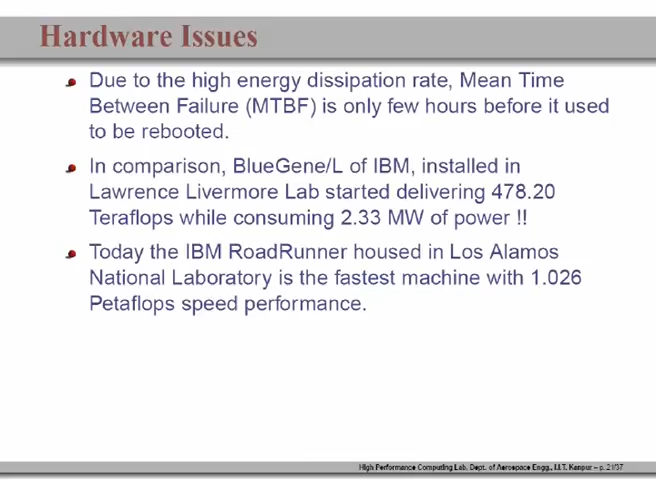 Hardware Issues
Due to the high energy dissipation rate, Mean Time
Between Failure (MTBF) is only few hours before it used
to be rebooted.
In comparison, BlueGene/L of IBM, installed in
Lawrence Livermore Lab started delivering 478.20
Teraflops while consuming 2.33 MW of power !!
Today the IBM RoadRunner housed in Los Alamos
National Laboratory is the fastest machine with 1.026
Petaflops speed performance.
High Performance Computing Lab, Dept. of Aerospace Engg., I.I.T. Kanpur – p. 21/37